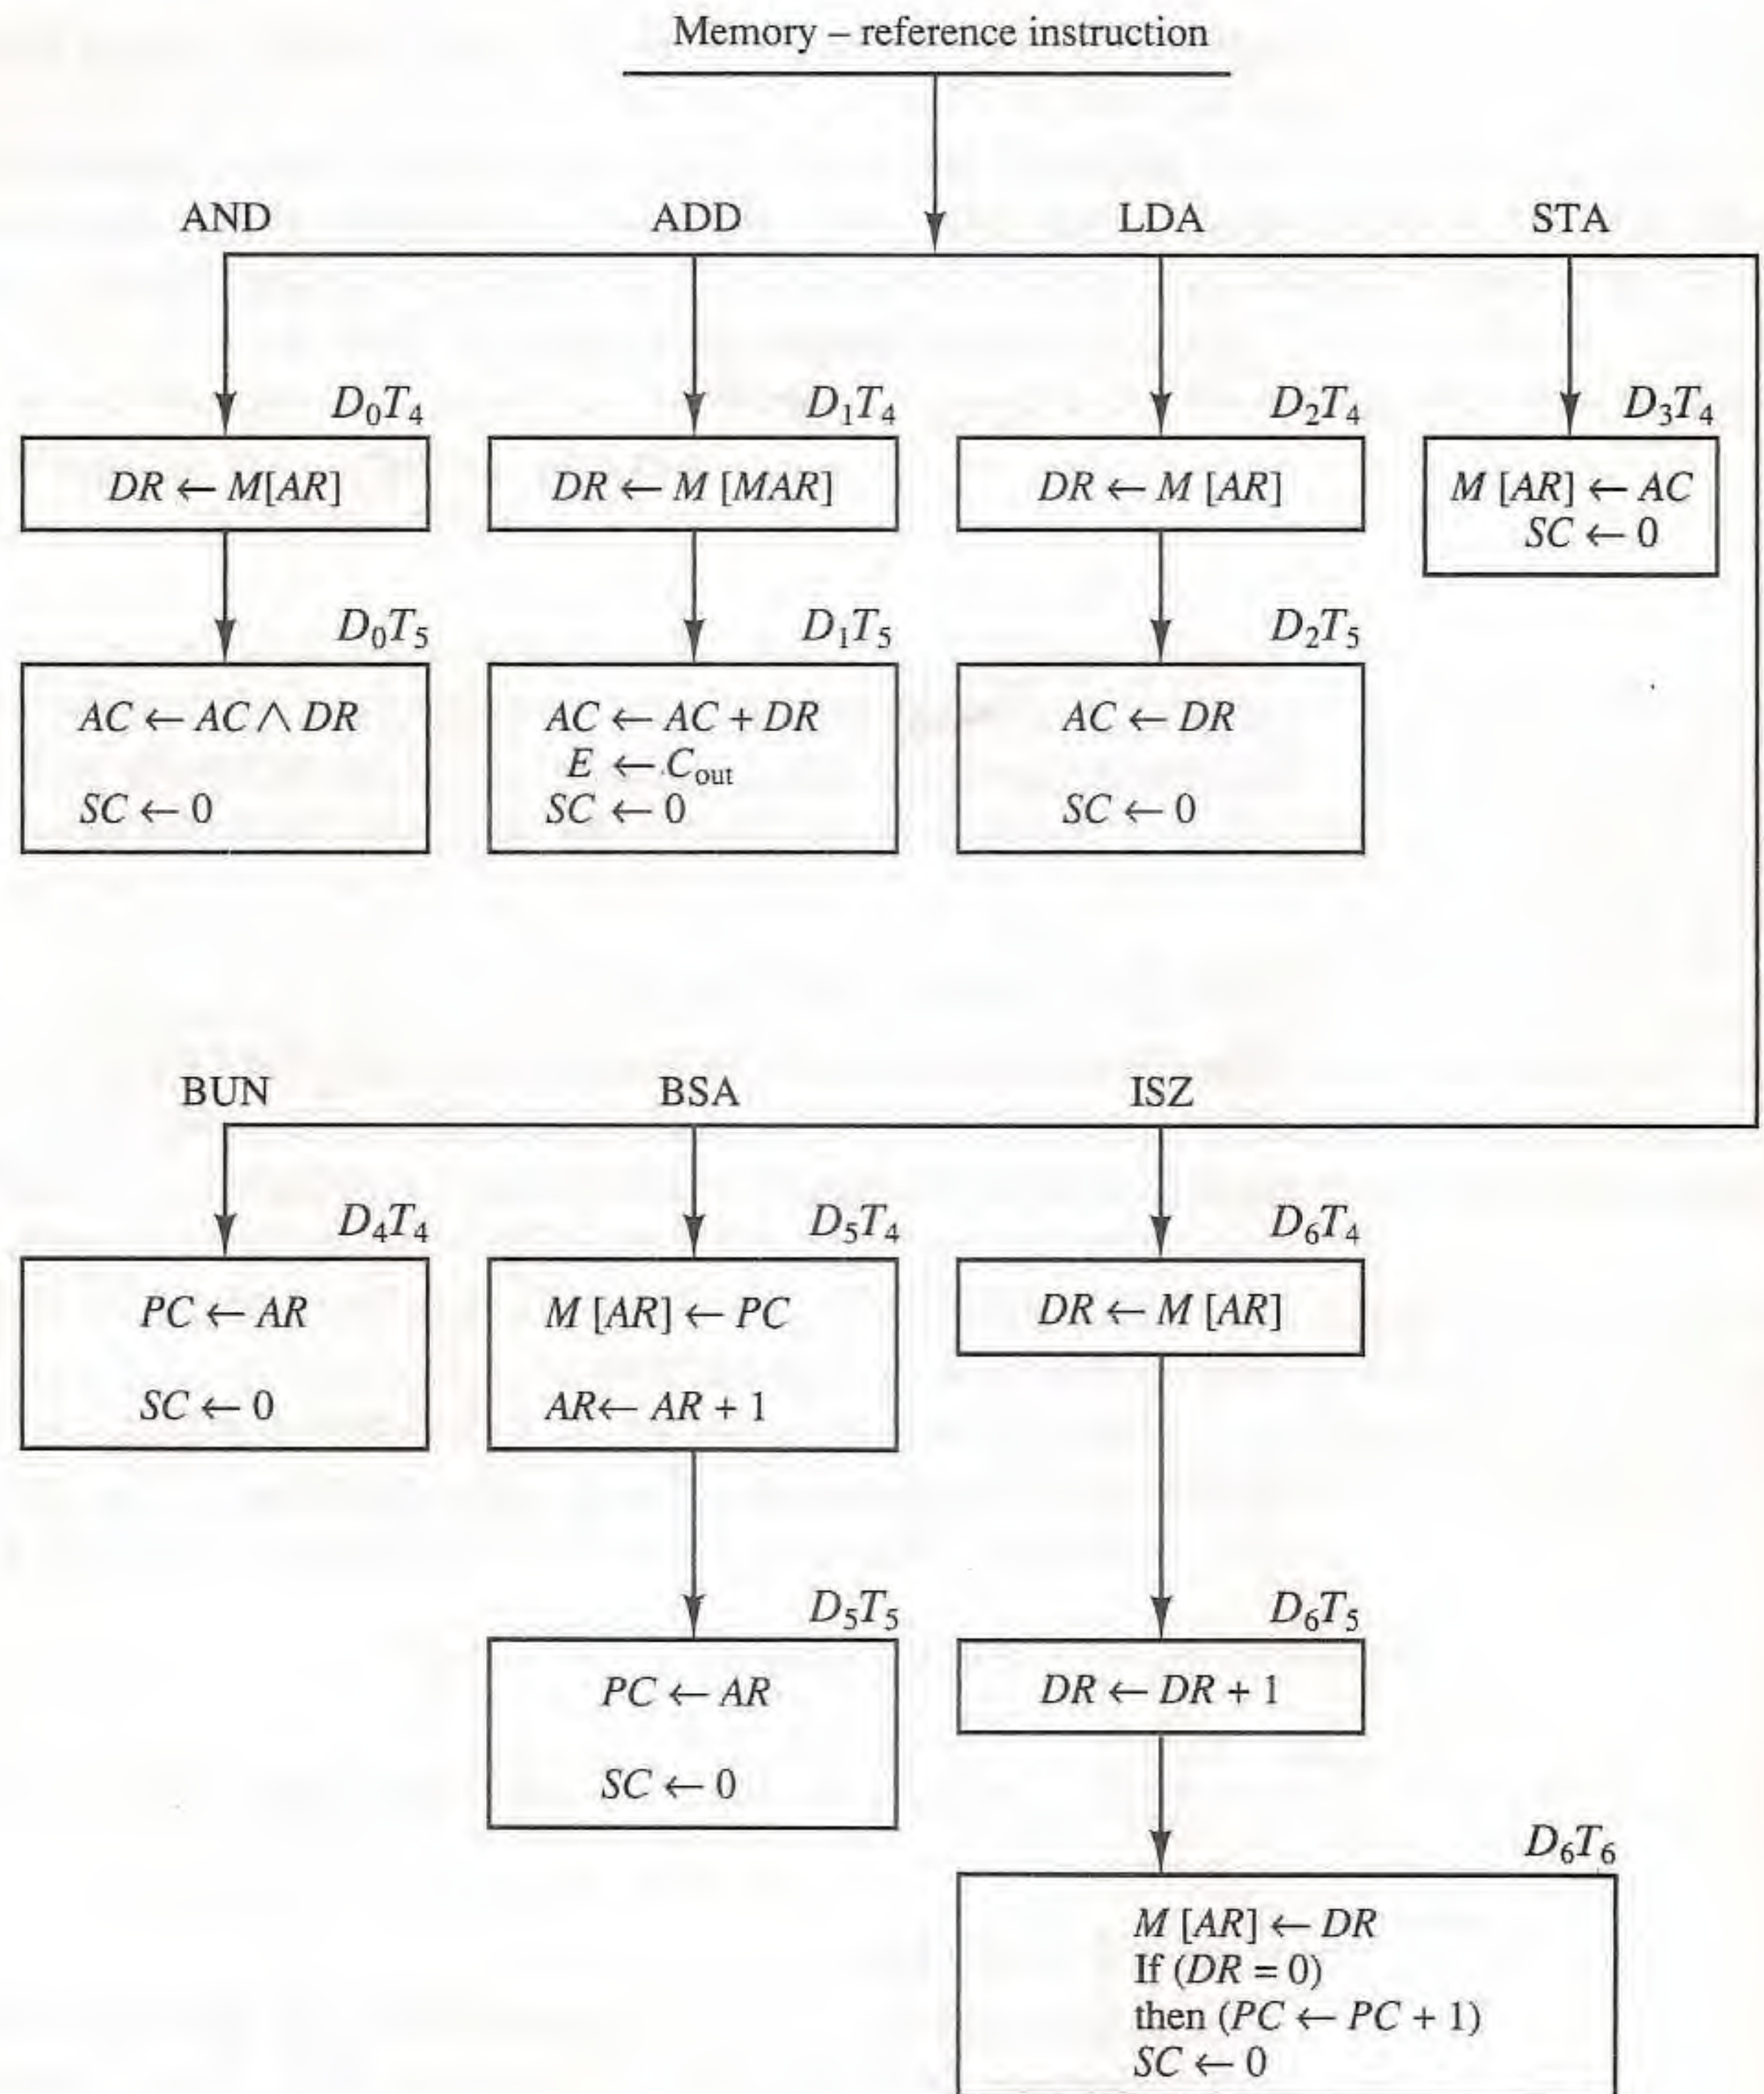 Memory – reference instruction
AND ADD LDA STA
D₀T₄ D₁T₄ D₂T₄ D₃T₄
DR ← M[AR]
DR ← M [MAR]
DR ← M [AR]
M [AR] ← AC
SC ← 0
D₀T₅ D₁T₅ D₂T₅
AC ← AC ∧ DR
SC ← 0
AC ← AC + DR
E ← Cout
SC ← 0
AC ← DR
SC ← 0
BUN BSA ISZ
D₄T₄ D₅T₄ D₆T₄
PC ← AR
SC ← 0
M [AR] ← PC
AR← AR + 1
DR ← M [AR]
D₅T₅ D₆T₅
PC ← AR
SC ← 0
DR ← DR + 1
D₆T₆
M [AR] ← DR
If (DR = 0)
then (PC ← PC + 1)
SC ← 0